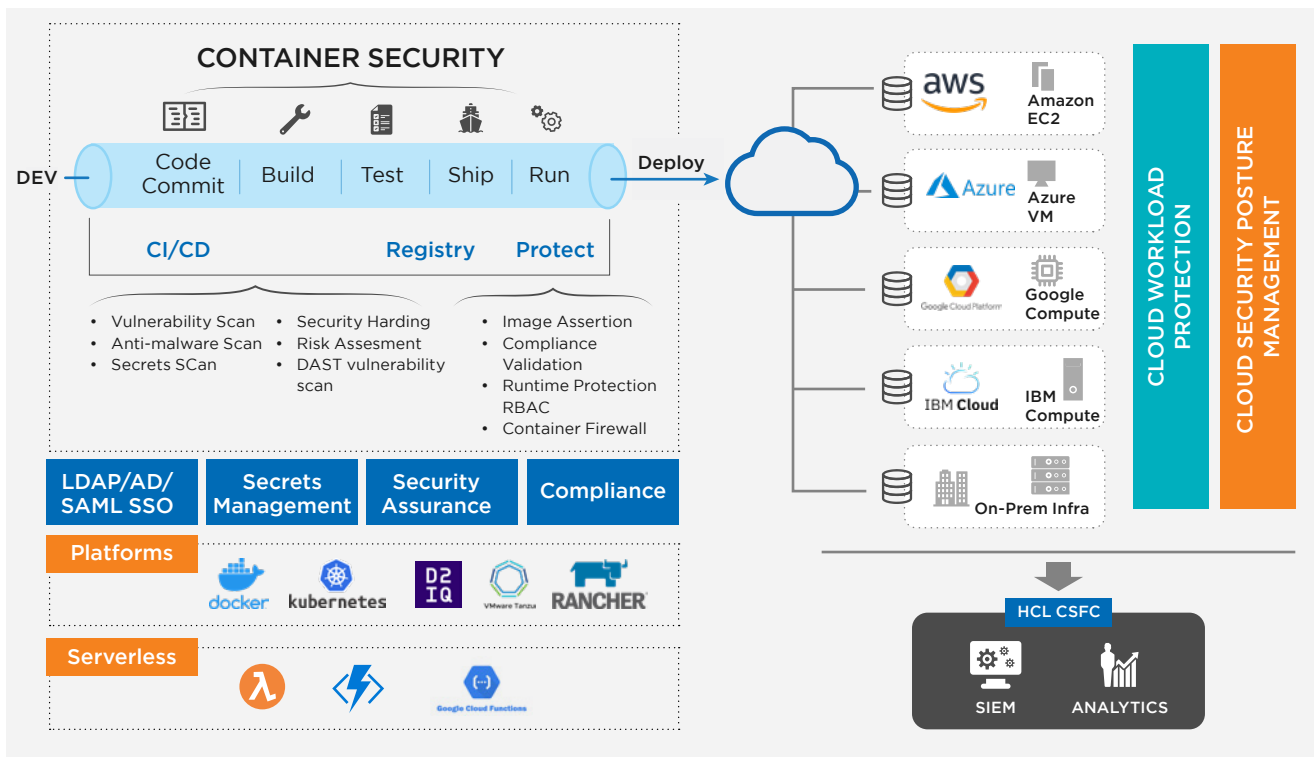 CONTAINER SECURITY
DEV
Code
Commit
Build
Test
Ship
Run
Deploy
CI/CD
Registry
Protect
• Vulnerability Scan
• Anti-malware Scan
• Secrets SCan
• Security Harding
• Risk Assesment
• DAST vulnerability
scan
• Image Assertion
• Compliance
Validation
• Runtime Protection
RBAC
• Container Firewall
LDAP/AD/
SAML SSO
Secrets
Management
Security
Assurance
Compliance
Platforms
docker
kubernetes
D2
IQ
VMware Tanzu
RANCHER
Serverless
λ
Google Cloud Functions
aws
Amazon
EC2
Azure
Azure
VM
Google Cloud Platform
Google
Compute
IBM Cloud
IBM
Compute
On-Prem Infra
CLOUD WORKLOAD
PROTECTION
CLOUD SECURITY POSTURE
MANAGEMENT
HCL CSFC
SIEM
ANALYTICS